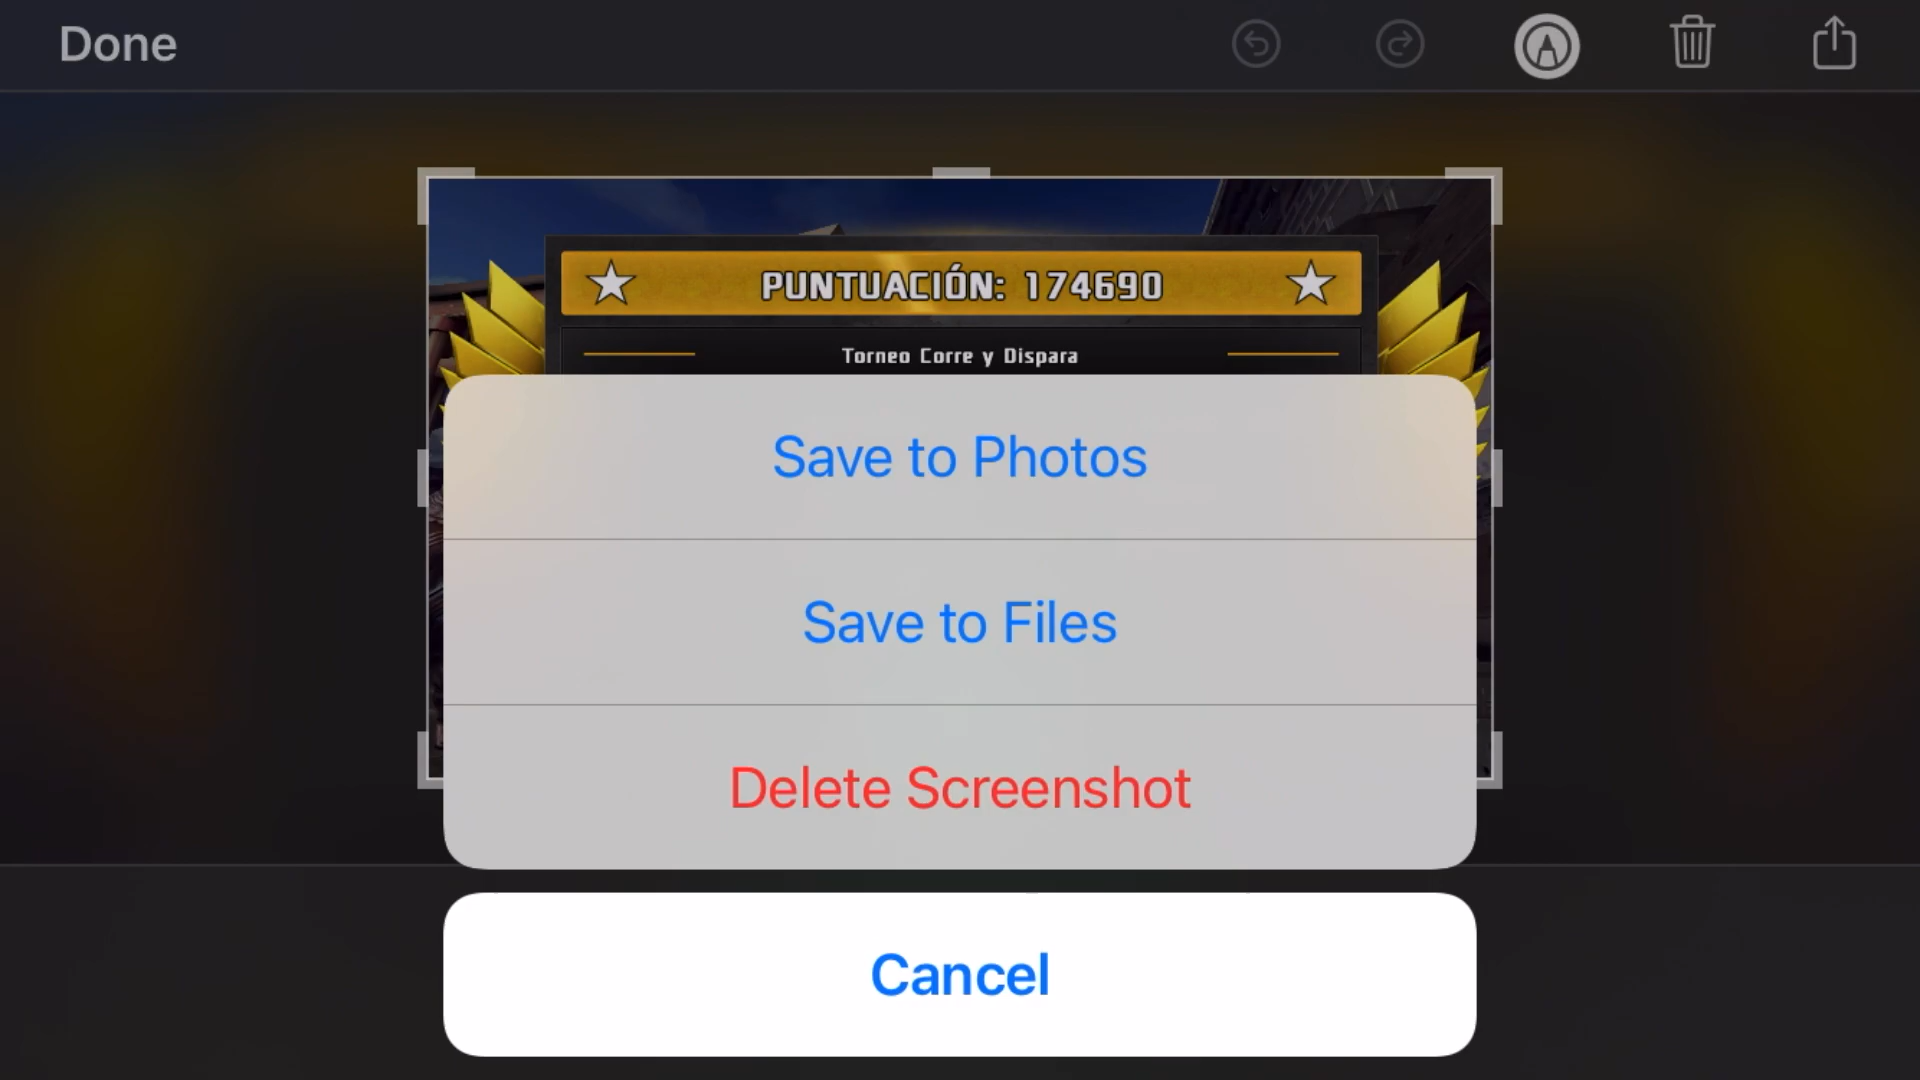 Done
PUNTUACIÓN: 174690
Torneo Corre y Dispara
Save to Photos
Save to Files
Delete Screenshot
Cancel